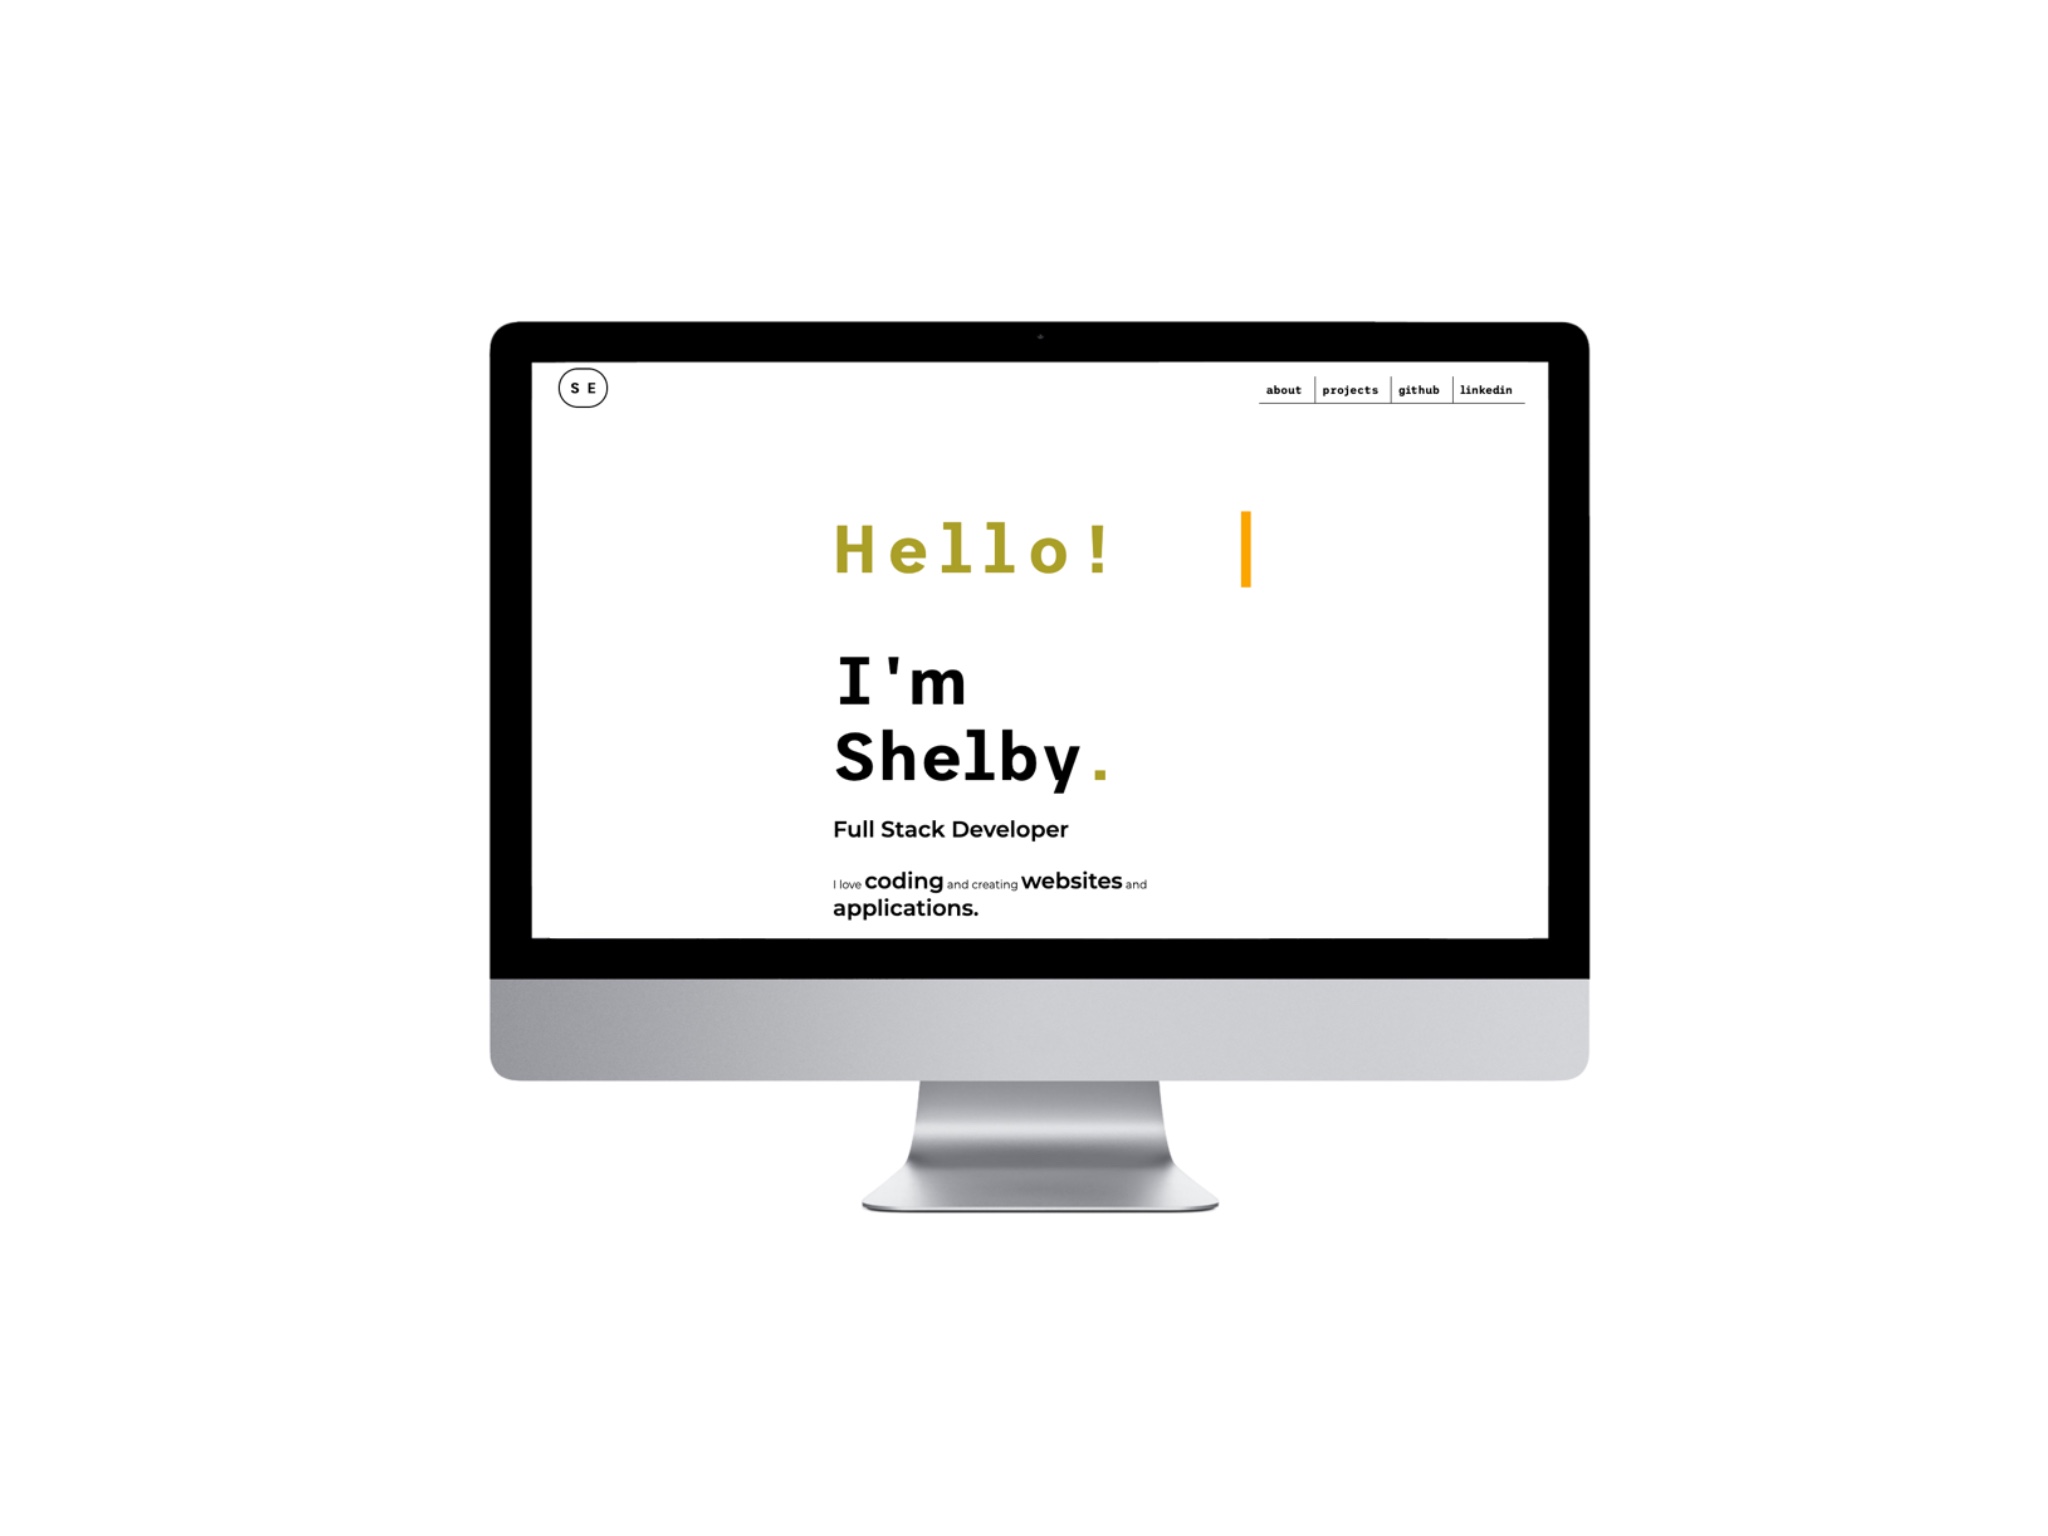 S E
about projects github linkedin
Hello!
I'm
Shelby.
Full Stack Developer
I love coding and creating websites and
applications.